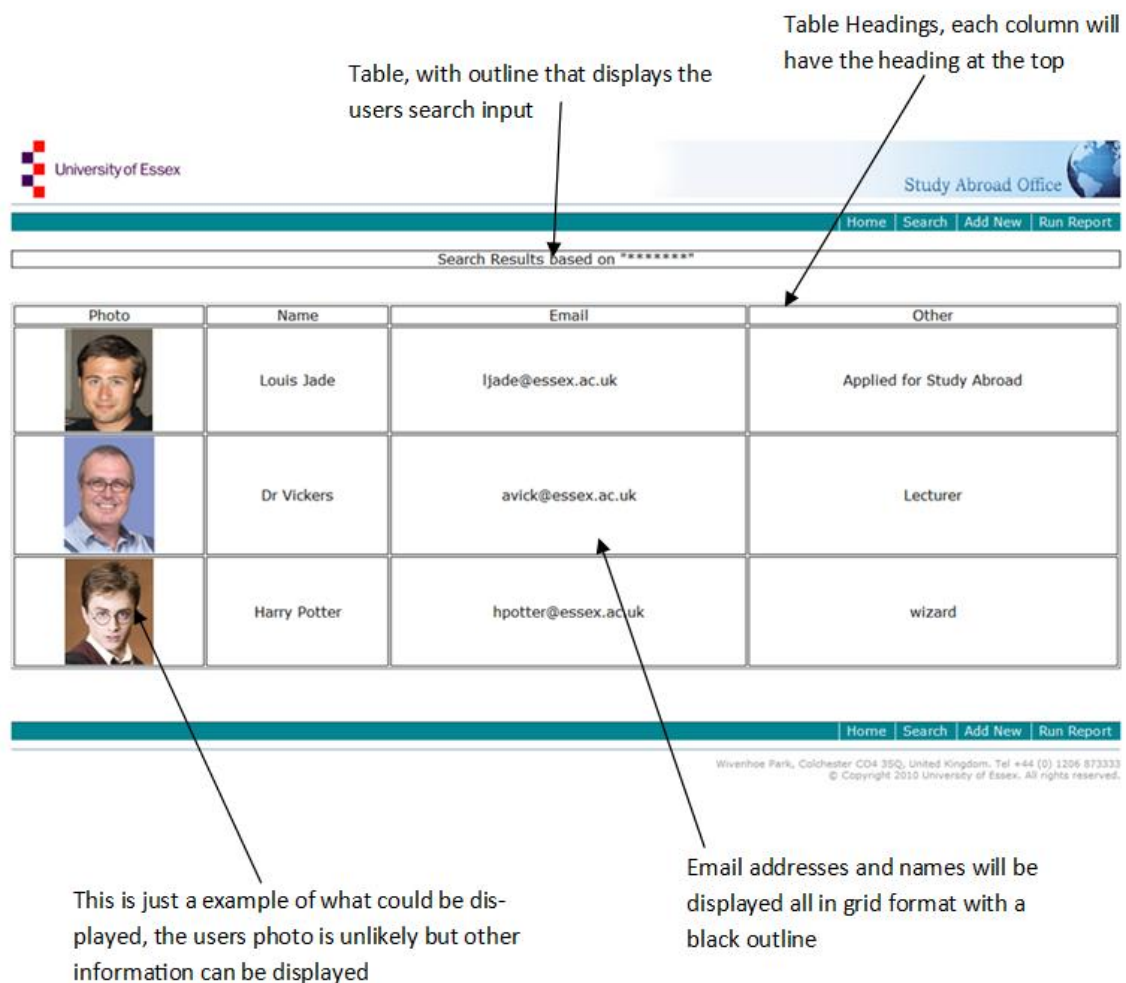 Table Headings, each column will
have the heading at the top
Table, with outline that displays the
users search input
University of Essex
Study Abroad Office
Home | Search | Add New | Run Report
Search Results based on "*******"
Photo Name Email Other
Louis Jade ljade@essex.ac.uk Applied for Study Abroad
Dr Vickers avick@essex.ac.uk Lecturer
Harry Potter hpotter@essex.ac.uk wizard
Home | Search | Add New | Run Report
Wivenhoe Park, Colchester CO4 3SQ, United Kingdom. Tel +44 (0) 1206 873333
© Copyright 2010 University of Essex. All rights reserved.
This is just a example of what could be dis-
played, the users photo is unlikely but other
information can be displayed
Email addresses and names will be
displayed all in grid format with a
black outline